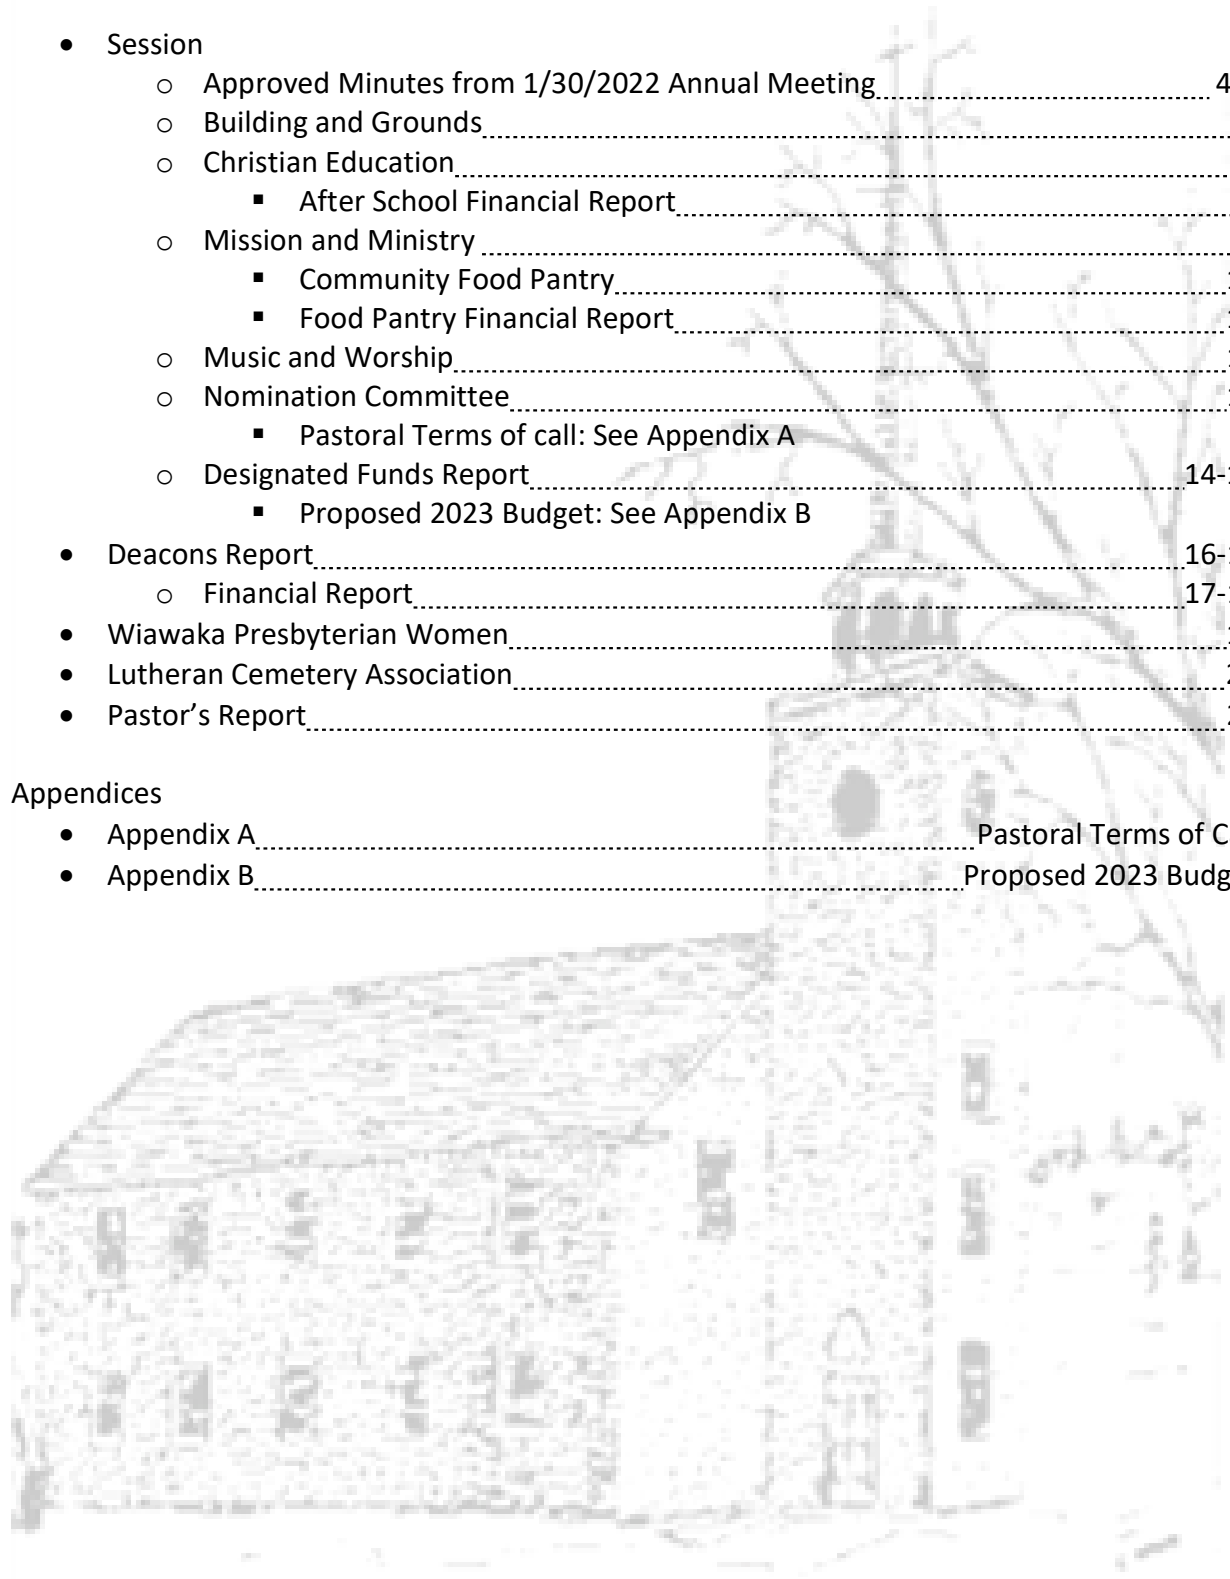 • Session
o Approved Minutes from 1/30/2022 Annual Meeting 4
o Building and Grounds
o Christian Education
▪ After School Financial Report
o Mission and Ministry
▪ Community Food Pantry
▪ Food Pantry Financial Report
o Music and Worship
o Nomination Committee
▪ Pastoral Terms of call: See Appendix A
o Designated Funds Report 14-
▪ Proposed 2023 Budget: See Appendix B
• Deacons Report 16-
o Financial Report 17-
• Wiawaka Presbyterian Women
• Lutheran Cemetery Association
• Pastor’s Report
Appendices
• Appendix A Pastoral Terms of C
• Appendix B Proposed 2023 Budg